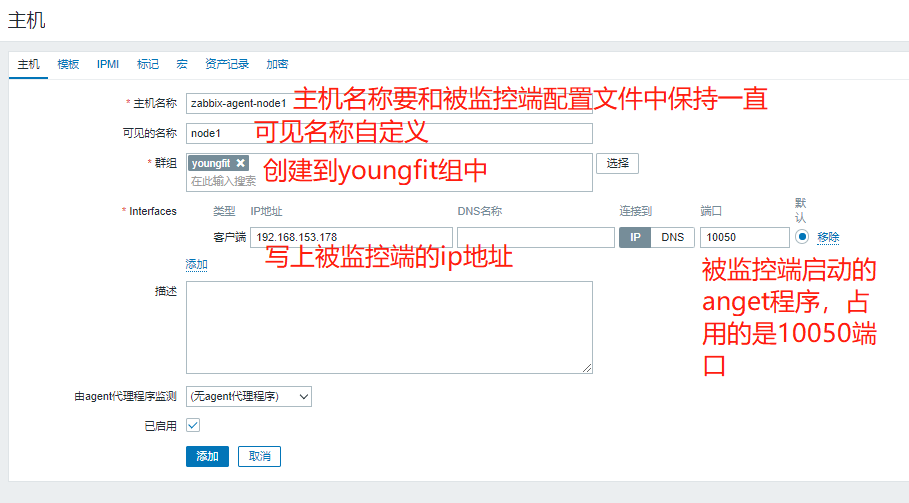 主机
主机 模板 IPMI 标记 宏 资产记录 加密
* 主机名称 zabbix-agent-node1 主机名称要和被监控端配置文件中保持一直
可见的名称 node1 可见名称自定义
* 群组 youngfit ✖ 创建到youngfit组中 选择
在此输入搜索
* Interfaces 类型 IP地址 DNS名称 连接到 端口 默认
客户端 192.168.153.178 IP DNS 10050 移除
写上被监控端的ip地址
添加
被监控端启动的
anget程序，占
用的是10050端
口
描述
由agent代理程序监测 (无agent代理程序)
已启用
添加 取消